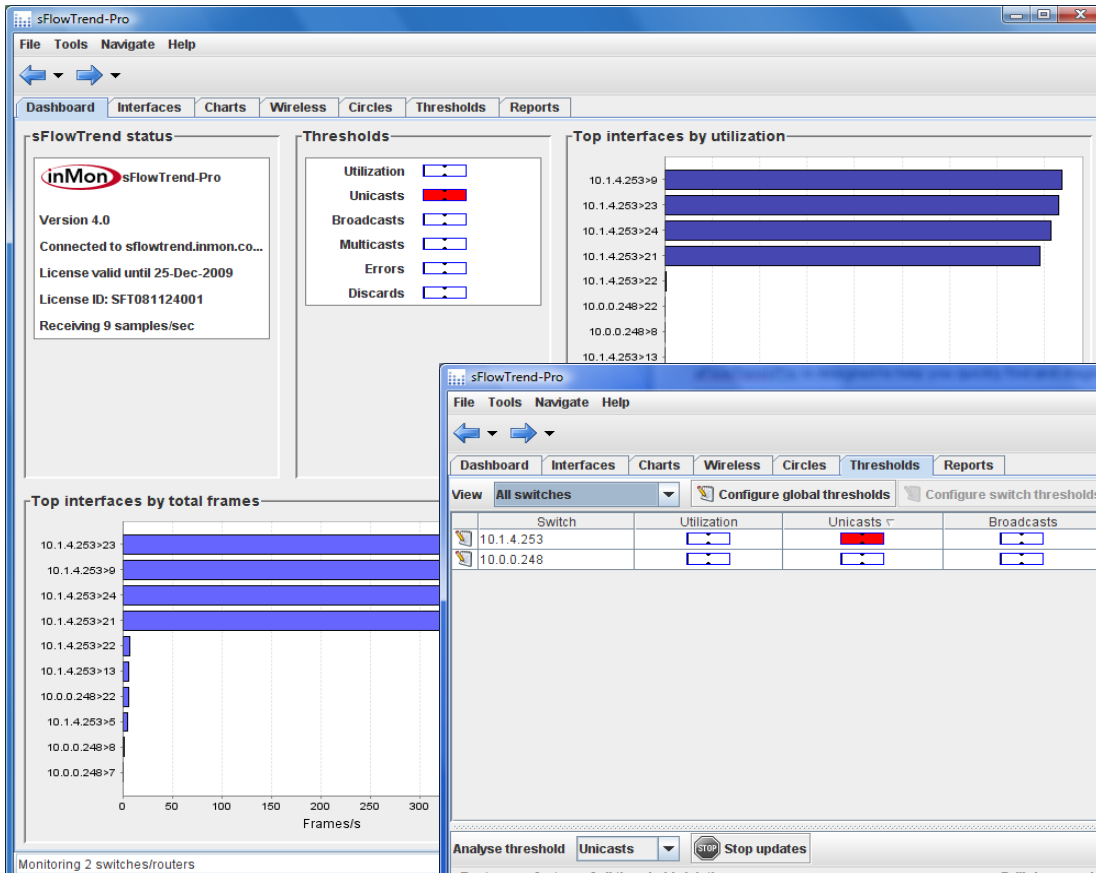 sFlowTrend-Pro
File Tools Navigate Help
Dashboard Interfaces Charts Wireless Circles Thresholds Reports
sFlowTrend status
inMon sFlowTrend-Pro
Version 4.0
Connected to sflowtrend.inmon.co...
License valid until 25-Dec-2009
License ID: SFT081124001
Receiving 9 samples/sec
Thresholds
Utilization
Unicasts
Broadcasts
Multicasts
Errors
Discards
Top interfaces by utilization
10.1.4.253>9
10.1.4.253>23
10.1.4.253>24
10.1.4.253>21
10.1.4.253>22
10.0.0.248>22
10.0.0.248>8
10.1.4.253>13
Top interfaces by total frames
10.1.4.253>23
10.1.4.253>9
10.1.4.253>24
10.1.4.253>21
10.1.4.253>22
10.1.4.253>13
10.0.0.248>22
10.1.4.253>5
10.0.0.248>8
10.0.0.248>7
0 50 100 150 200 250 300
Frames/s
Monitoring 2 switches/routers
sFlowTrend-Pro
File Tools Navigate Help
Dashboard Interfaces Charts Wireless Circles Thresholds Reports
View All switches Configure global thresholds Configure switch thresholds
Switch Utilization Unicasts Broadcasts
10.1.4.253
10.0.0.248
Analyse threshold Unicasts STOP Stop updates